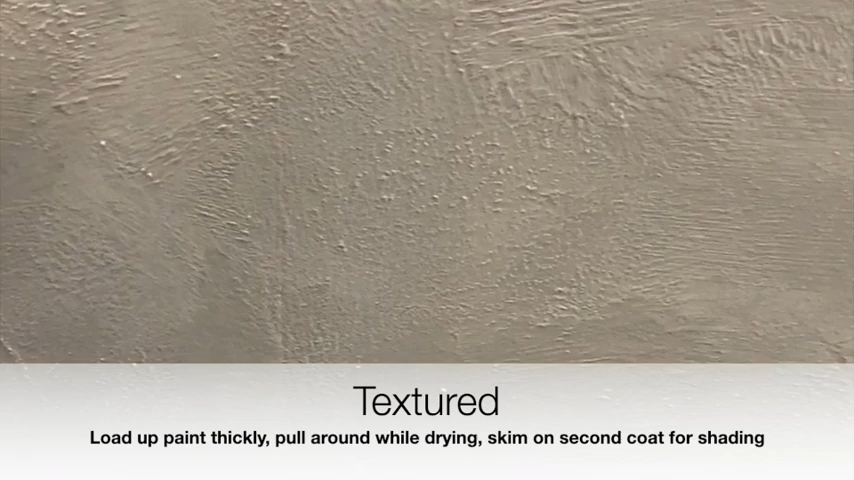 Textured
Load up paint thickly, pull around while drying, skim on second coat for shading